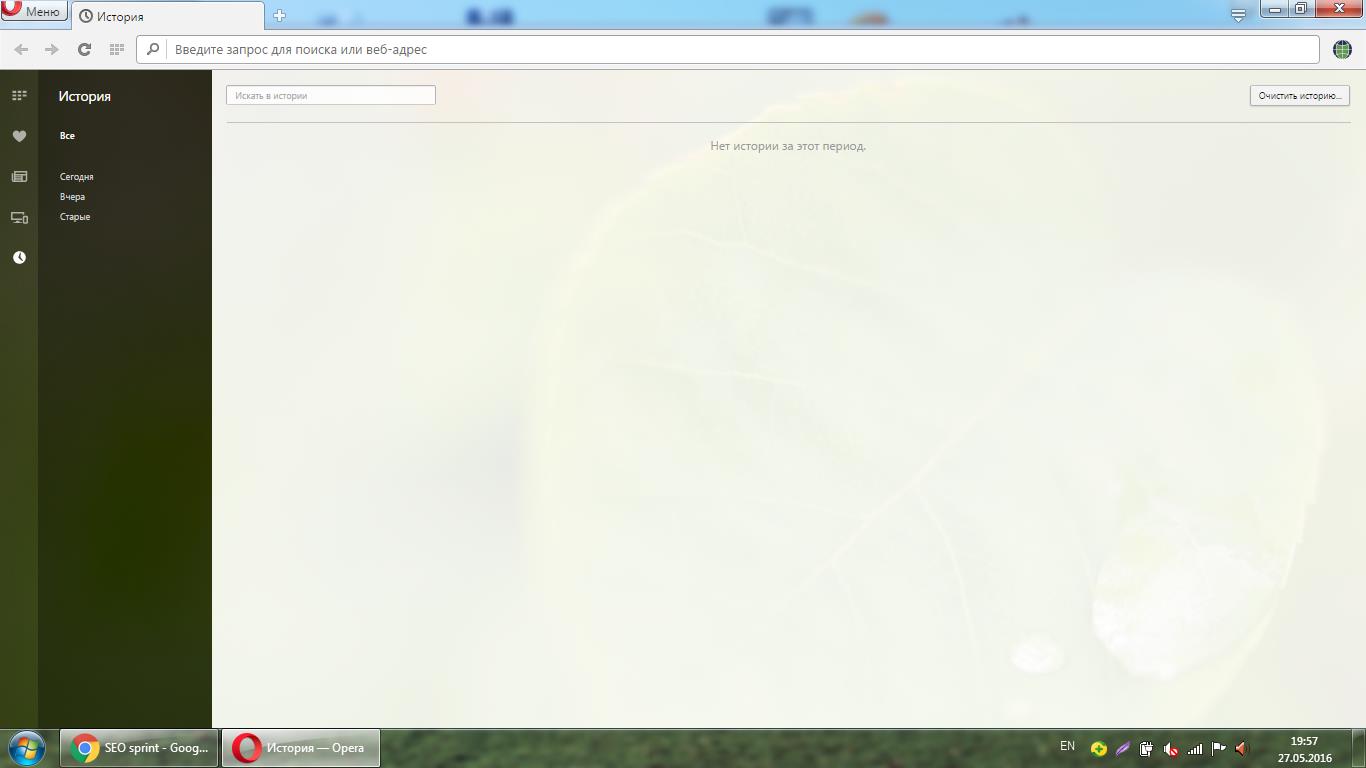 Меню
История
Введите запрос для поиска или веб-адрес
История
Все
Сегодня
Вчера
Старые
Искать в истории
Очистить историю...
Нет истории за этот период.
SEO sprint - Goog...
История — Opera
EN
19:57
27.05.2016